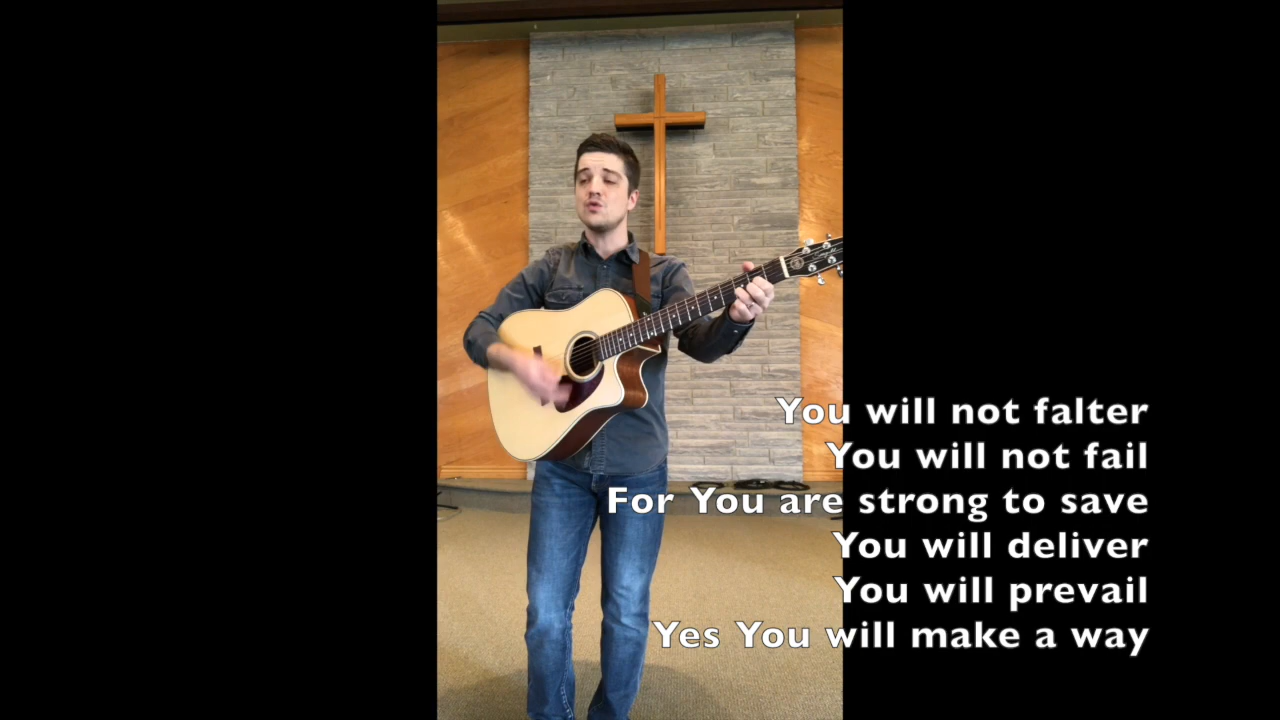 You will not falter
You will not fail
For You are strong to save
You will deliver
You will prevail
Yes You will make a way